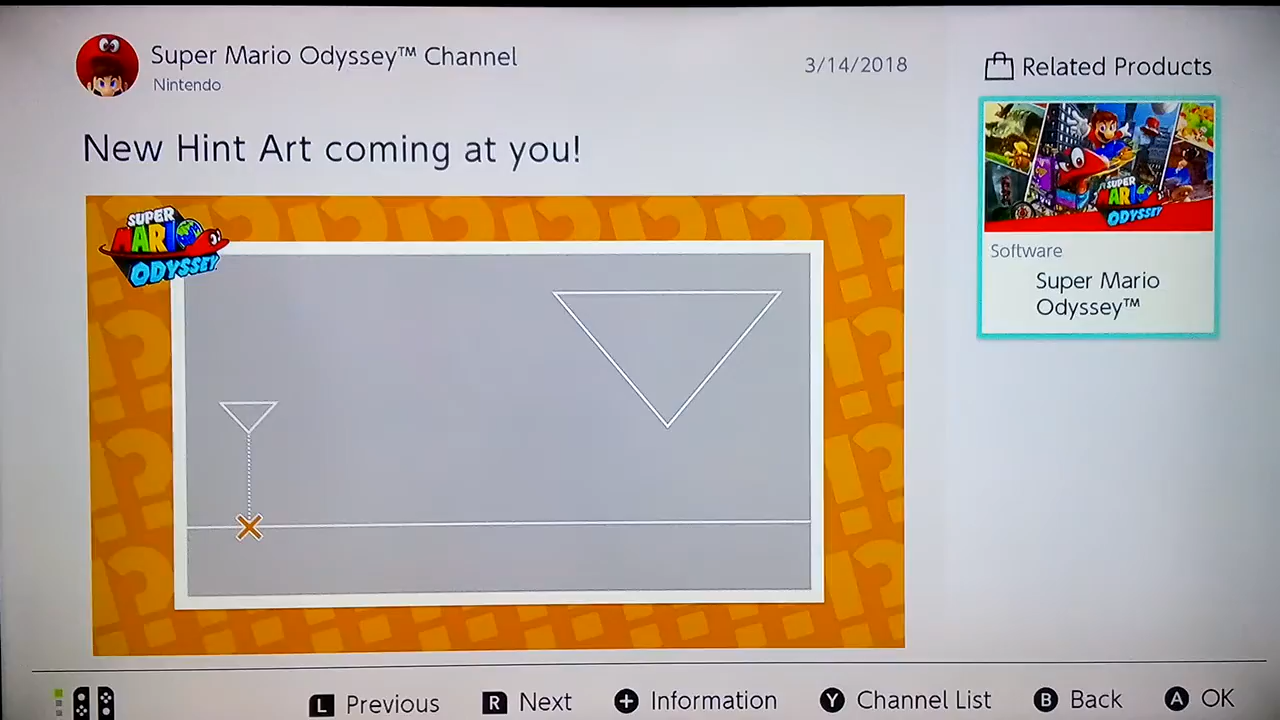 Super Mario Odyssey™ Channel
Nintendo
3/14/2018
Related Products
New Hint Art coming at you!
SUPER
MARIO
ODYSSEY
SUPER
MARIO
ODYSSEY
Software
Super Mario
Odyssey™
L Previous
R Next
+ Information
Y Channel List
B Back
A OK